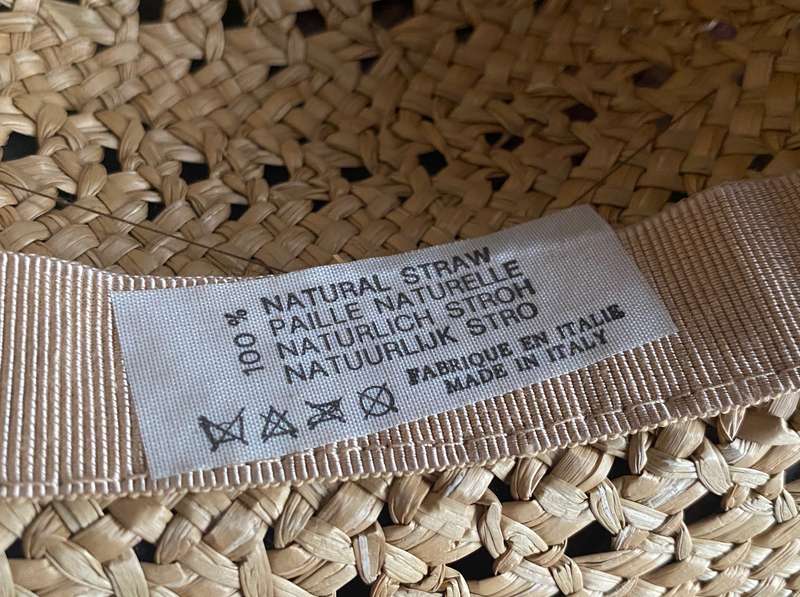 100 %
NATURAL STRAW
PAILLE NATURELLE
NATURLICH STROH
NATUURLIJK STRO
FABRIQUE EN ITALIE
MADE IN ITALY